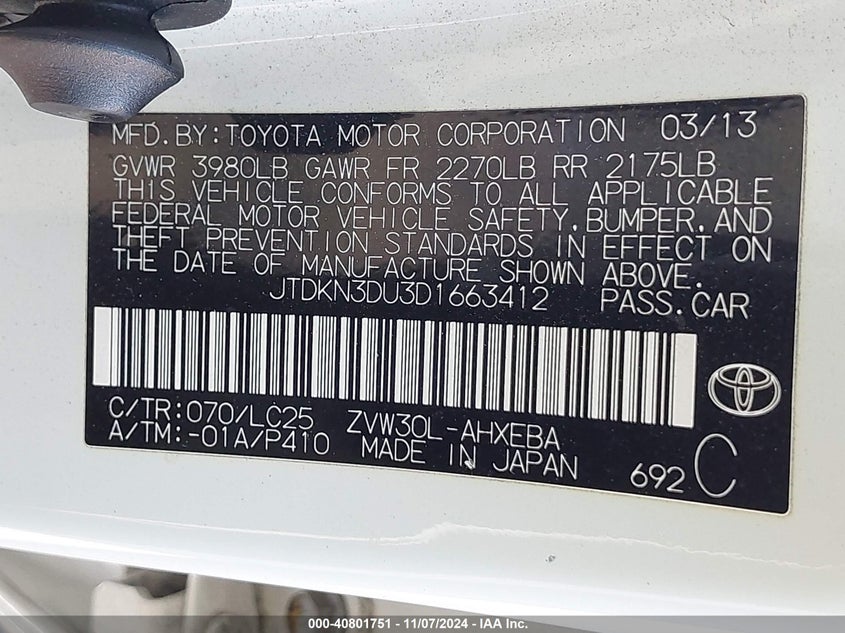 MFD.BY:TOYOTA MOTOR CORPORATION 03/13
GVWR 3980LB GAWR FR 2270LB RR 2175LB
THIS VEHICLE CONFORMS TO ALL APPLICABLE
FEDERAL MOTOR VEHICLE SAFETY,BUMPER,AND
THEFT PREVENTION STANDARDS IN EFFECT ON
THE DATE OF MANUFACTURE SHOWN ABOVE.
JTDKN3DU3D1663412 PASS.CAR
C/TR:070/LC25 ZVW30L-AHXEBA
A/TM:-01A/P410 MADE IN JAPAN
692 C
000-40801751 - 11/07/2024 - IAA Inc.